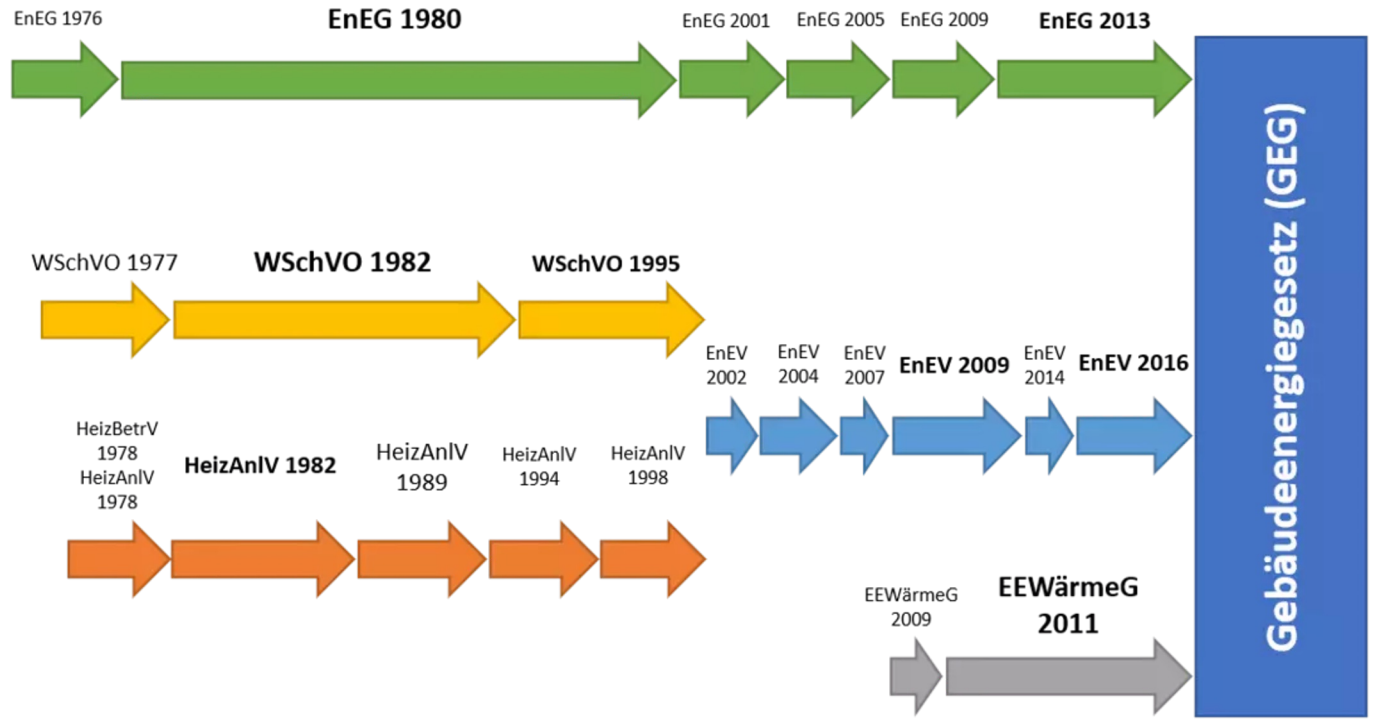 EnEG 1976
EnEG 1980
EnEG 2001
EnEG 2005
EnEG 2009
EnEG 2013
WSchVO 1977
WSchVO 1982
WSchVO 1995
EnEV
2002
EnEV
2004
EnEV
2007
EnEV 2009
EnEV
2014
EnEV 2016
HeizBetrV
1978
HeizAnlV
1978
HeizAnlV 1982
HeizAnlV
1989
HeizAnlV
1994
HeizAnlV
1998
EEWärmeG
2009
EEWärmeG
2011
Gebäudeenergiegesetz (GEG)